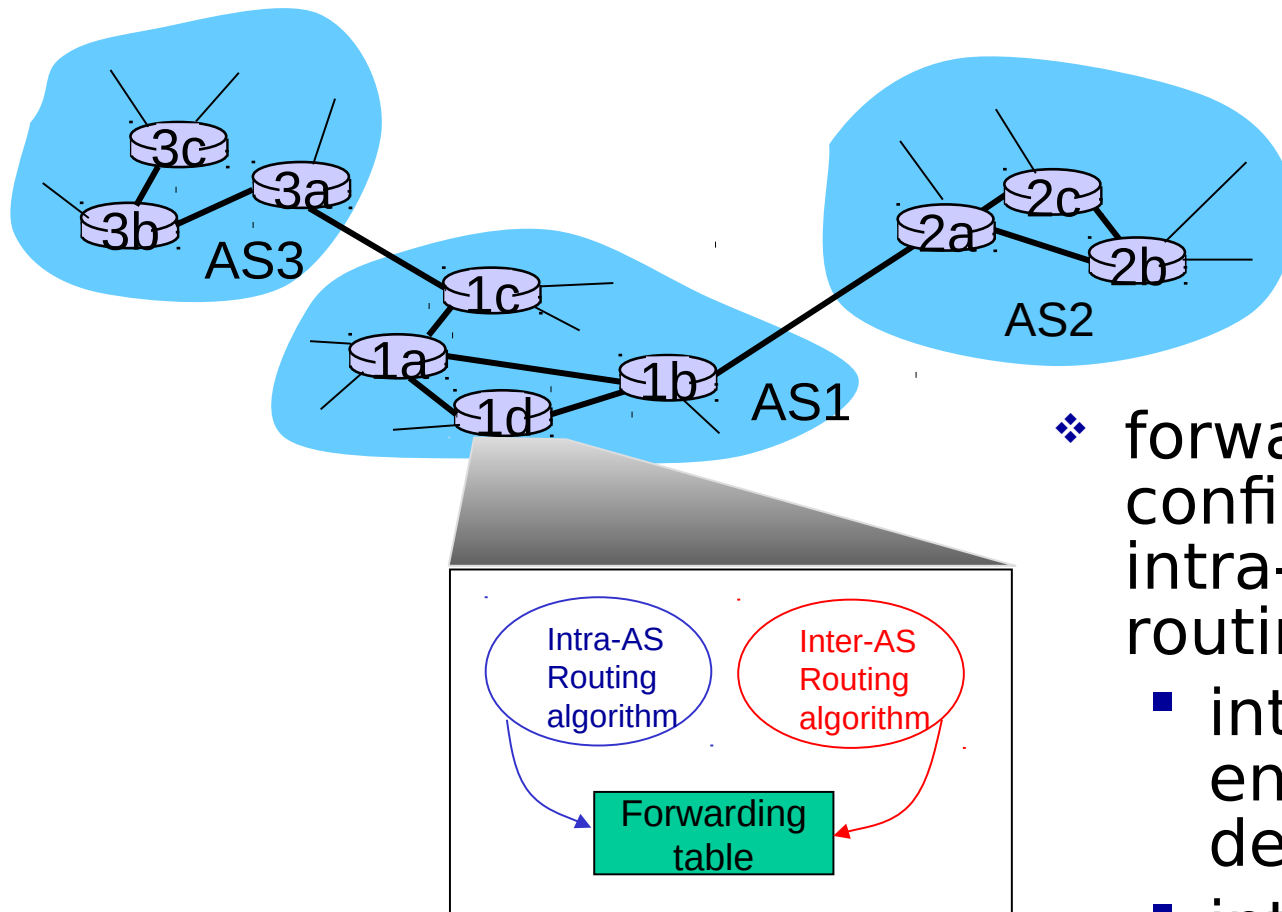 3c
3a
3b
AS3
2c
2a
2b
AS2
1c
1a
1b
1d
AS1
intra-
Intra-AS
Routing
algorithm
Inter-AS
Routing
algorithm
Forwarding
table